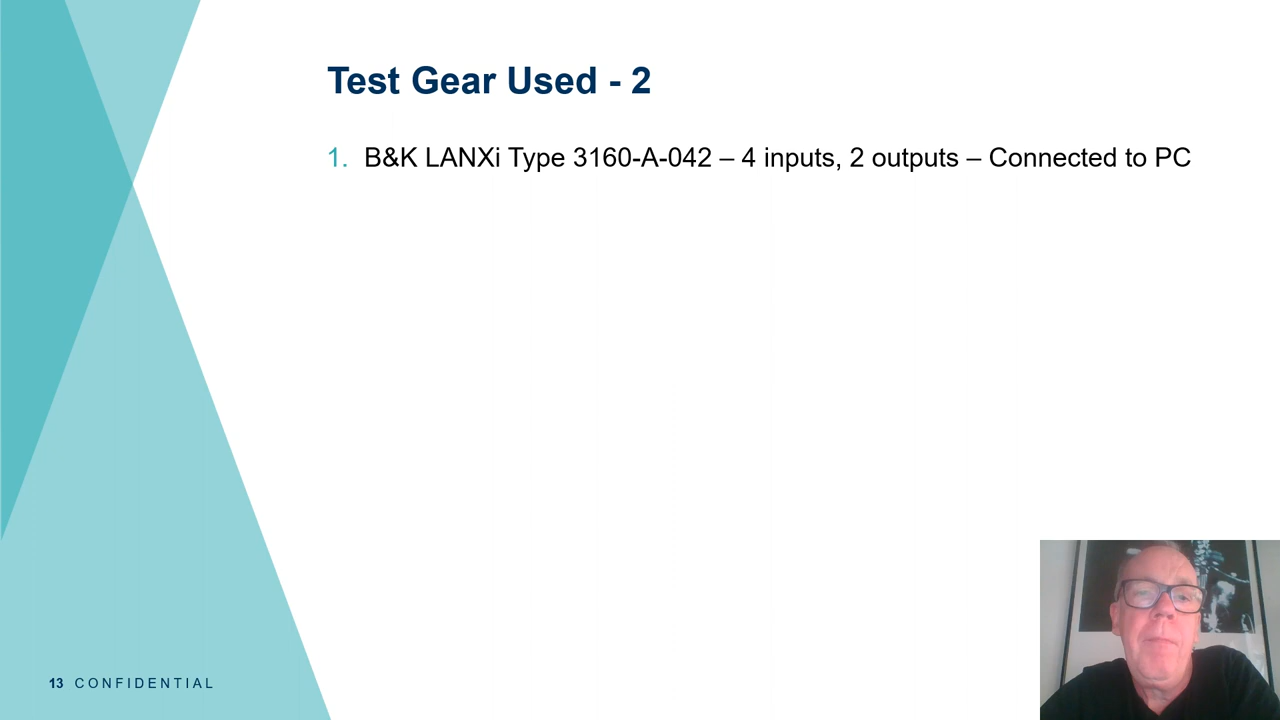 Test Gear Used - 2
1. B&K LANXi Type 3160-A-042 – 4 inputs, 2 outputs – Connected to PC
13 CONFIDENTIAL